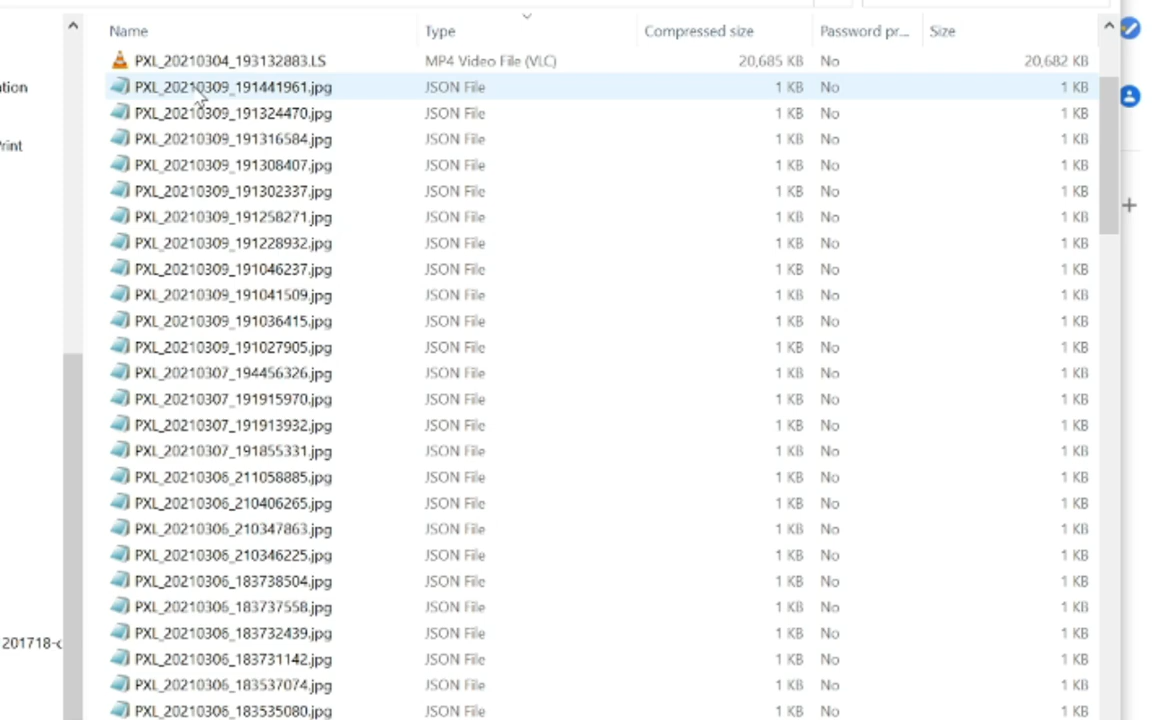 Name Type Compressed size Password pr... Size
PXL_20210304_193132883.LS MP4 Video File (VLC) 20,685 KB No 20,682 KB
PXL_20210309_191441961.jpg JSON File 1 KB No 1 KB
PXL_20210309_191324470.jpg JSON File 1 KB No 1 KB
PXL_20210309_191316584.jpg JSON File 1 KB No 1 KB
PXL_20210309_191308407.jpg JSON File 1 KB No 1 KB
PXL_20210309_191302337.jpg JSON File 1 KB No 1 KB
PXL_20210309_191258271.jpg JSON File 1 KB No 1 KB
PXL_20210309_191228932.jpg JSON File 1 KB No 1 KB
PXL_20210309_191046237.jpg JSON File 1 KB No 1 KB
PXL_20210309_191041509.jpg JSON File 1 KB No 1 KB
PXL_20210309_191036415.jpg JSON File 1 KB No 1 KB
PXL_20210309_191027905.jpg JSON File 1 KB No 1 KB
PXL_20210307_194456326.jpg JSON File 1 KB No 1 KB
PXL_20210307_191915970.jpg JSON File 1 KB No 1 KB
PXL_20210307_191913932.jpg JSON File 1 KB No 1 KB
PXL_20210307_191855331.jpg JSON File 1 KB No 1 KB
PXL_20210306_211058885.jpg JSON File 1 KB No 1 KB
PXL_20210306_210406265.jpg JSON File 1 KB No 1 KB
PXL_20210306_210347863.jpg JSON File 1 KB No 1 KB
PXL_20210306_210346225.jpg JSON File 1 KB No 1 KB
PXL_20210306_183738504.jpg JSON File 1 KB No 1 KB
PXL_20210306_183737558.jpg JSON File 1 KB No 1 KB
PXL_20210306_183732439.jpg JSON File 1 KB No 1 KB
PXL_20210306_183731142.jpg JSON File 1 KB No 1 KB
PXL_20210306_183537074.jpg JSON File 1 KB No 1 KB
PXL_20210306_183535080.jpg JSON File 1 KB No 1 KB
tion
rint
201718-